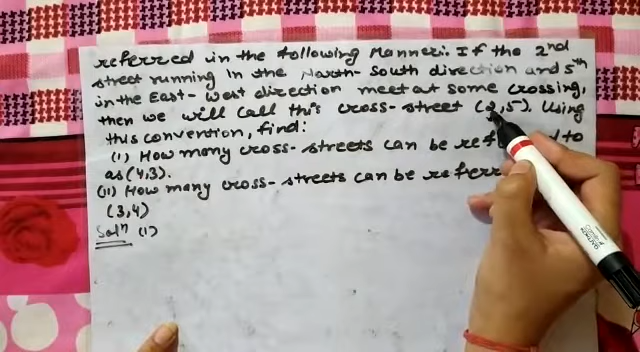 referred in the following Manner: If the 2nd
street running in the North-South direction and 5th
in the East-West direction meet at some crossing,
then we will call this cross-street (2,5). Using
this convention, find:
(i) How many cross-streets can be ref d to
as (4,3).
(ii) How many cross-streets can be referr
(3,4)
Soln (i)